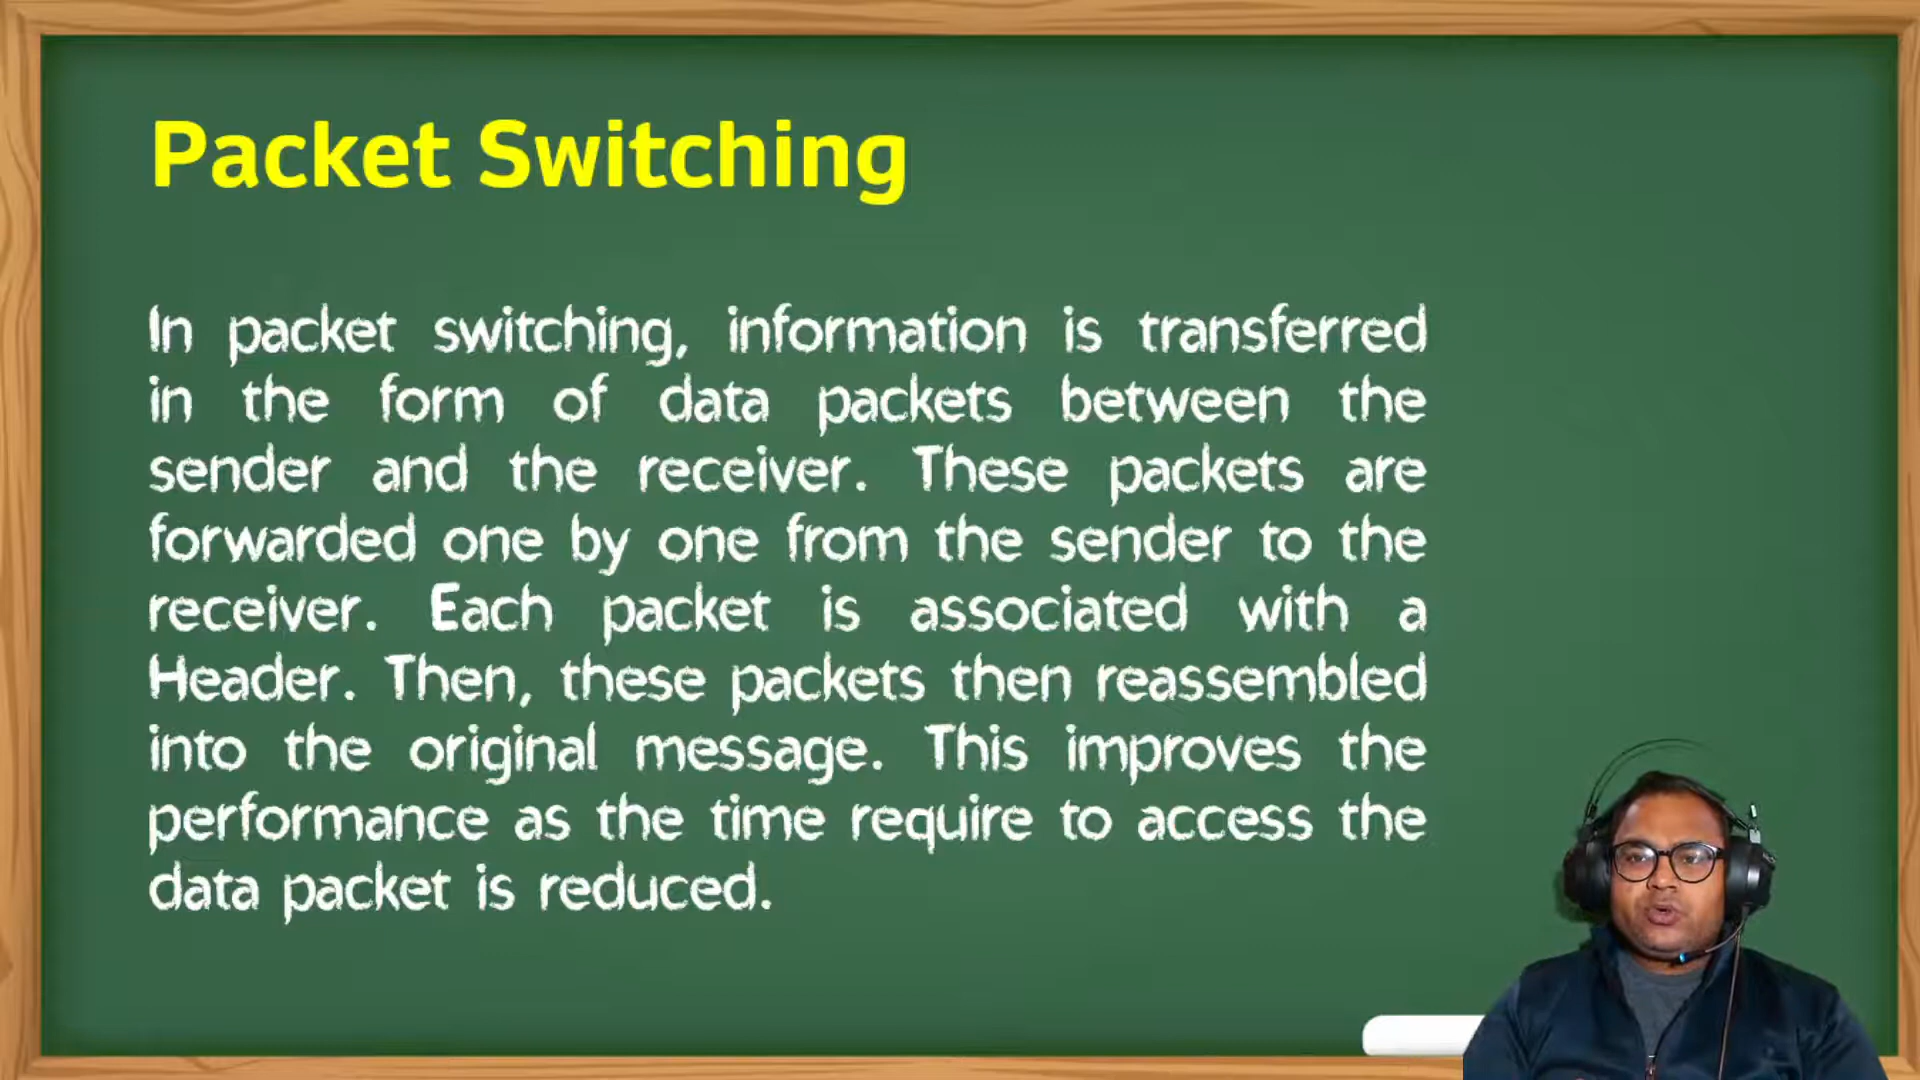 Packet Switching
In packet switching, information is transferred
in the form of data packets between the
sender and the receiver. These packets are
forwarded one by one from the sender to the
receiver. Each packet is associated with a
Header. Then, these packets then reassembled
into the original message. This improves the
performance as the time require to access the
data packet is reduced.